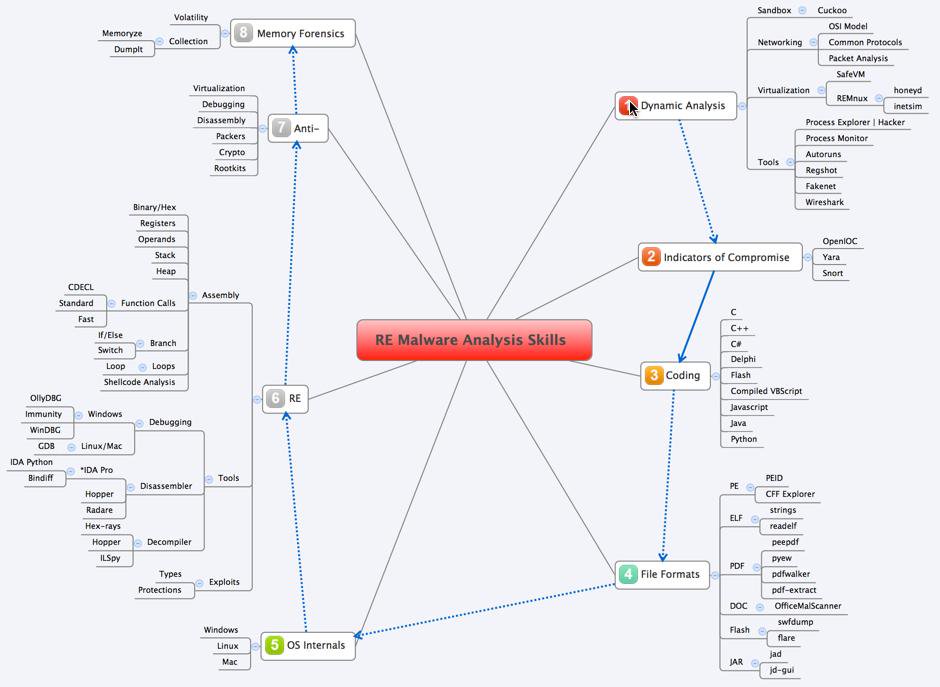 RE Malware Analysis Skills
1 Dynamic Analysis
Sandbox
Cuckoo
Networking
OSI Model
Common Protocols
Packet Analysis
Virtualization
SafeVM
REMnux
honeyd
inetsim
Tools
Process Explorer | Hacker
Process Monitor
Autoruns
Regshot
Fakenet
Wireshark
2 Indicators of Compromise
OpenIOC
Yara
Snort
3 Coding
C
C++
C#
Delphi
Flash
Compiled VBScript
Javascript
Java
Python
4 File Formats
PE
PEID
CFF Explorer
ELF
strings
readelf
PDF
peepdf
pyew
pdfwalker
pdf-extract
DOC
OfficeMalScanner
Flash
swfdump
flare
JAR
jad
jd-gui
5 OS Internals
Windows
Linux
Mac
6 RE
Assembly
Binary/Hex
Registers
Operands
Stack
Heap
Function Calls
CDECL
Standard
Fast
Branch
If/Else
Switch
Loops
Loop
Shellcode Analysis
Tools
Debugging
Windows
OllyDBG
Immunity
WinDBG
Linux/Mac
GDB
Disassembler
*IDA Pro
IDA Python
Bindiff
Hopper
Radare
Decompiler
Hex-rays
Hopper
ILSpy
Exploits
Types
Protections
7 Anti-
Virtualization
Debugging
Disassembly
Packers
Crypto
Rootkits
8 Memory Forensics
Volatility
Collection
Memoryze
DumpIt